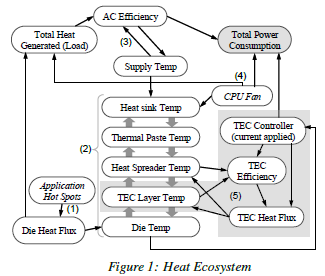 AC Efficiency
Total Heat
Generated (Load)
Total Power
Consumption
(3)
Supply Temp
(4)
CPU Fan
Heat sink Temp
TEC Controller
(current applied)
Thermal Paste Temp
(2)
Heat Spreader Temp
TEC
Efficiency
Application
Hot Spots
TEC Layer Temp
(5)
(1)
TEC Heat Flux
Die Heat Flux
Die Temp
Figure 1: Heat Ecosystem